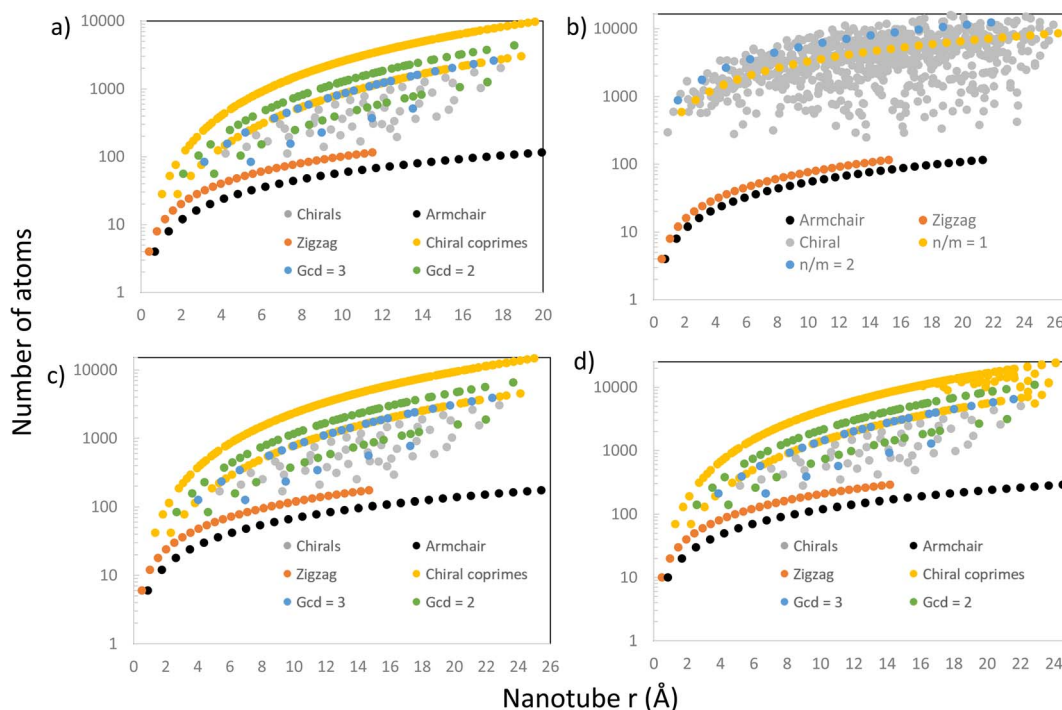 a)
10000
1000
100
10
1
0 2 4 6 8 10 12 14 16 18 20
Chirals Armchair
Zigzag Chiral coprimes
Gcd = 3 Gcd = 2
b)
10000
1000
100
10
1
0 2 4 6 8 10 12 14 16 18 20 22 24 26
Armchair Zigzag
Chiral n/m = 1
n/m = 2
Number of atoms
c)
10000
1000
100
10
1
0 2 4 6 8 10 12 14 16 18 20 22 24 26
Chirals Armchair
Zigzag Chiral coprimes
Gcd = 3 Gcd = 2
d)
10000
1000
100
10
1
0 2 4 6 8 10 12 14 16 18 20 22 24
Chirals Armchair
Zigzag Chiral coprimes
Gcd = 3 Gcd = 2
Nanotube r (Å)